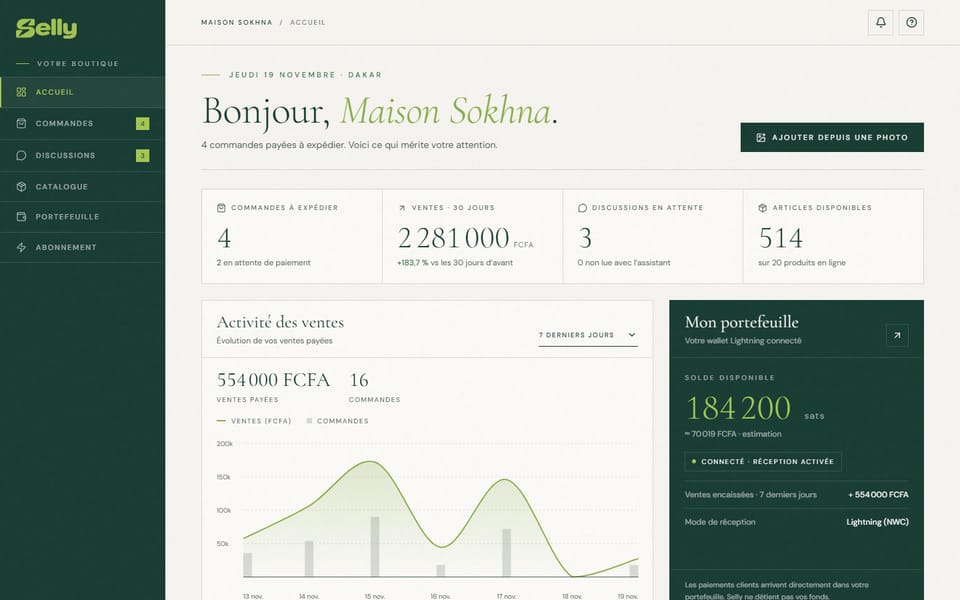 Selly
VOTRE BOUTIQUE
ACCUEIL
COMMANDES 4
DISCUSSIONS 3
CATALOGUE
PORTEFEUILLE
ABONNEMENT
MAISON SOKHNA / ACCUEIL
JEUDI 19 NOVEMBRE · DAKAR
Bonjour, Maison Sokhna.
4 commandes payées à expédier. Voici ce qui mérite votre attention.
AJOUTER DEPUIS UNE PHOTO
COMMANDES À EXPÉDIER
4
2 en attente de paiement
VENTES · 30 JOURS
2 281 000 FCFA
+183,7 % vs les 30 jours d'avant
DISCUSSIONS EN ATTENTE
3
0 non lue avec l'assistant
ARTICLES DISPONIBLES
514
sur 20 produits en ligne
Activité des ventes
Évolution de vos ventes payées
7 DERNIERS JOURS
554 000 FCFA 16
VENTES PAYÉES COMMANDES
VENTES (FCFA) COMMANDES
200k
150k
100k
50k
13 nov. 14 nov. 15 nov. 16 nov. 17 nov. 18 nov. 19 nov.
Mon portefeuille
Votre wallet Lightning connecté
SOLDE DISPONIBLE
184 200 sats
≈ 70 019 FCFA · estimation
CONNECTÉ · RÉCEPTION ACTIVÉE
Ventes encaissées · 7 derniers jours + 554 000 FCFA
Mode de réception Lightning (NWC)
Les paiements clients arrivent directement dans votre
portefeuille. Selly ne détient pas vos fonds.